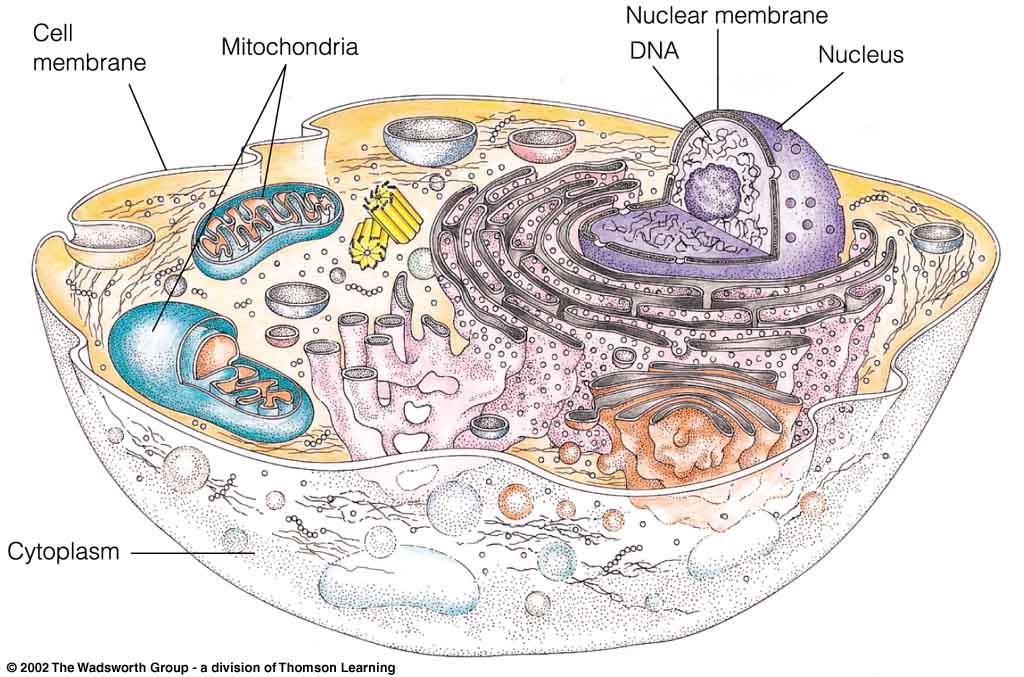 Nuclear membrane
Cell
membrane
Mitochondria
DNA
Nucleus
Cytoplasm
© 2002 The Wadsworth Group - a division of Thomson Learning